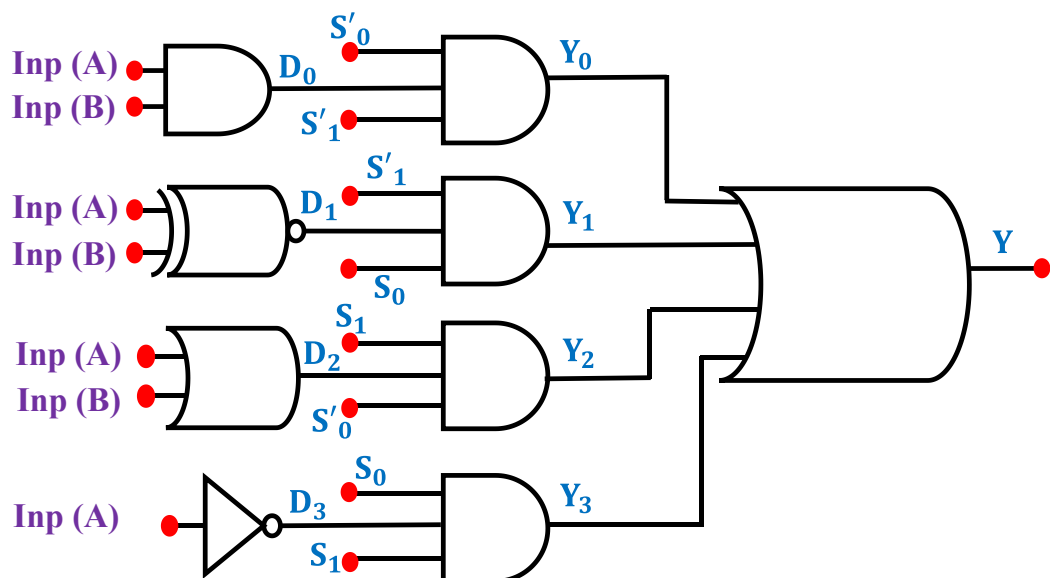 S′₀
Inp (A)
D₀
Y₀
Inp (B)
S′₁
S′₁
Inp (A)
D₁
Y₁
Inp (B)
S₀
Y
S₁
Inp (A)
D₂
Y₂
Inp (B)
S′₀
S₀
Inp (A)
D₃
Y₃
S₁